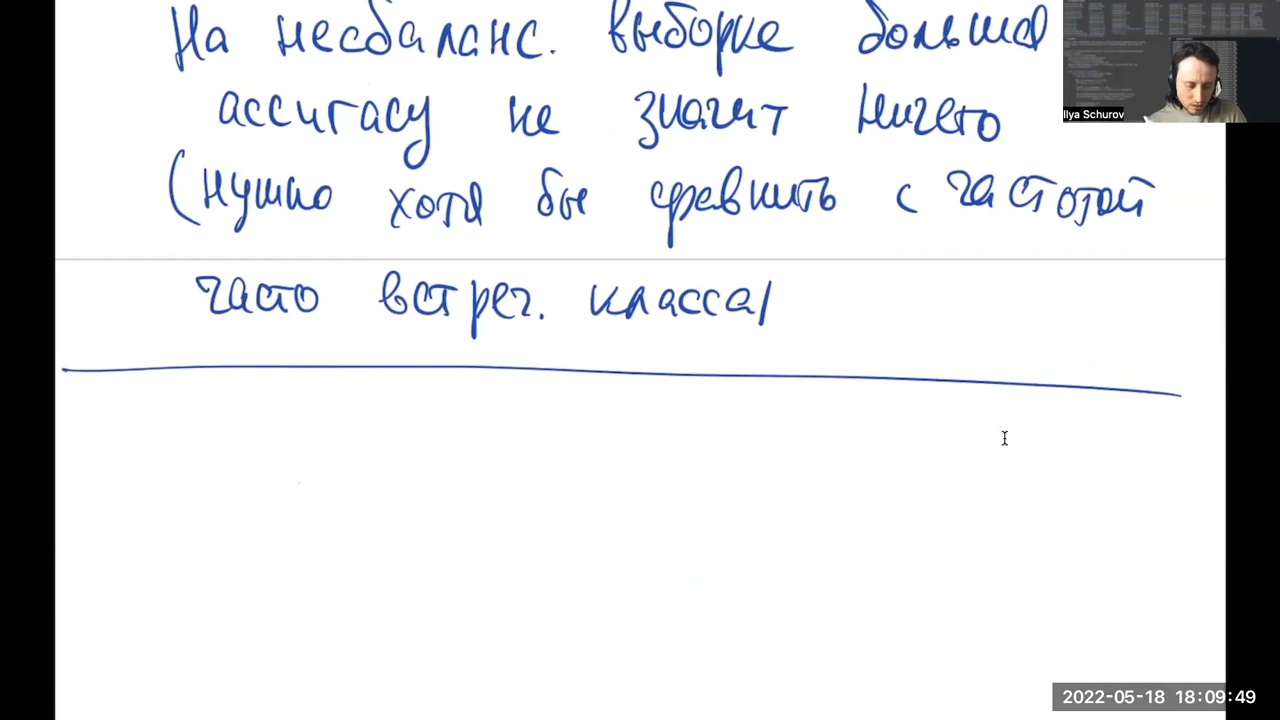 На несбаланс. выборке большая
accuracy не значит ничего
(нужно хотя бы сравнить с частотой
часто встреч. класса)
Ilya Schurov
2022-05-18 18:09:49